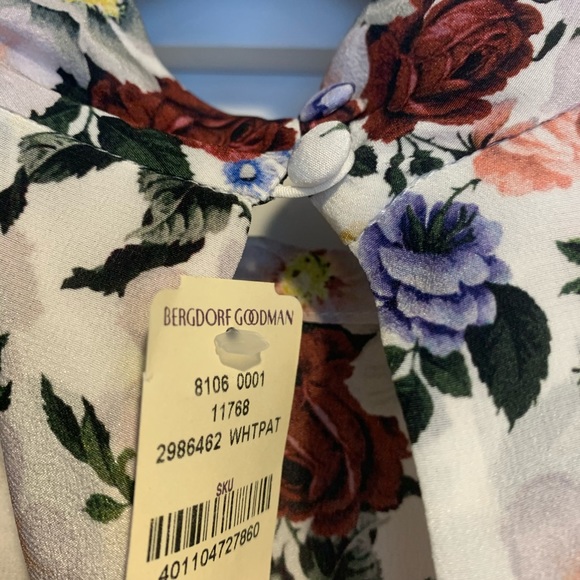 BERGDORF GOODMAN
8106 0001
11768
2986462 WHTPAT
SKU
401104727860